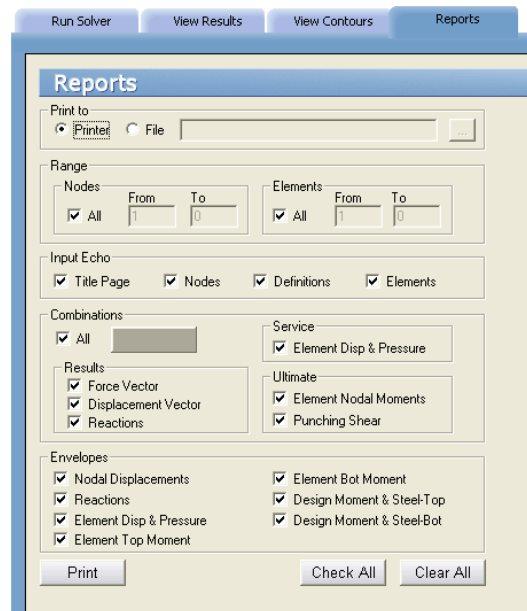 Run Solver View Results View Contours Reports
Reports
Print to
Printer File ...
Range
Nodes
From To
All 1 0
Elements
From To
All 1 0
Input Echo
Title Page Nodes Definitions Elements
Combinations
All
Results
Force Vector
Displacement Vector
Reactions
Service
Element Disp & Pressure
Ultimate
Element Nodal Moments
Punching Shear
Envelopes
Nodal Displacements
Reactions
Element Disp & Pressure
Element Top Moment
Element Bot Moment
Design Moment & Steel-Top
Design Moment & Steel-Bot
Print Check All Clear All